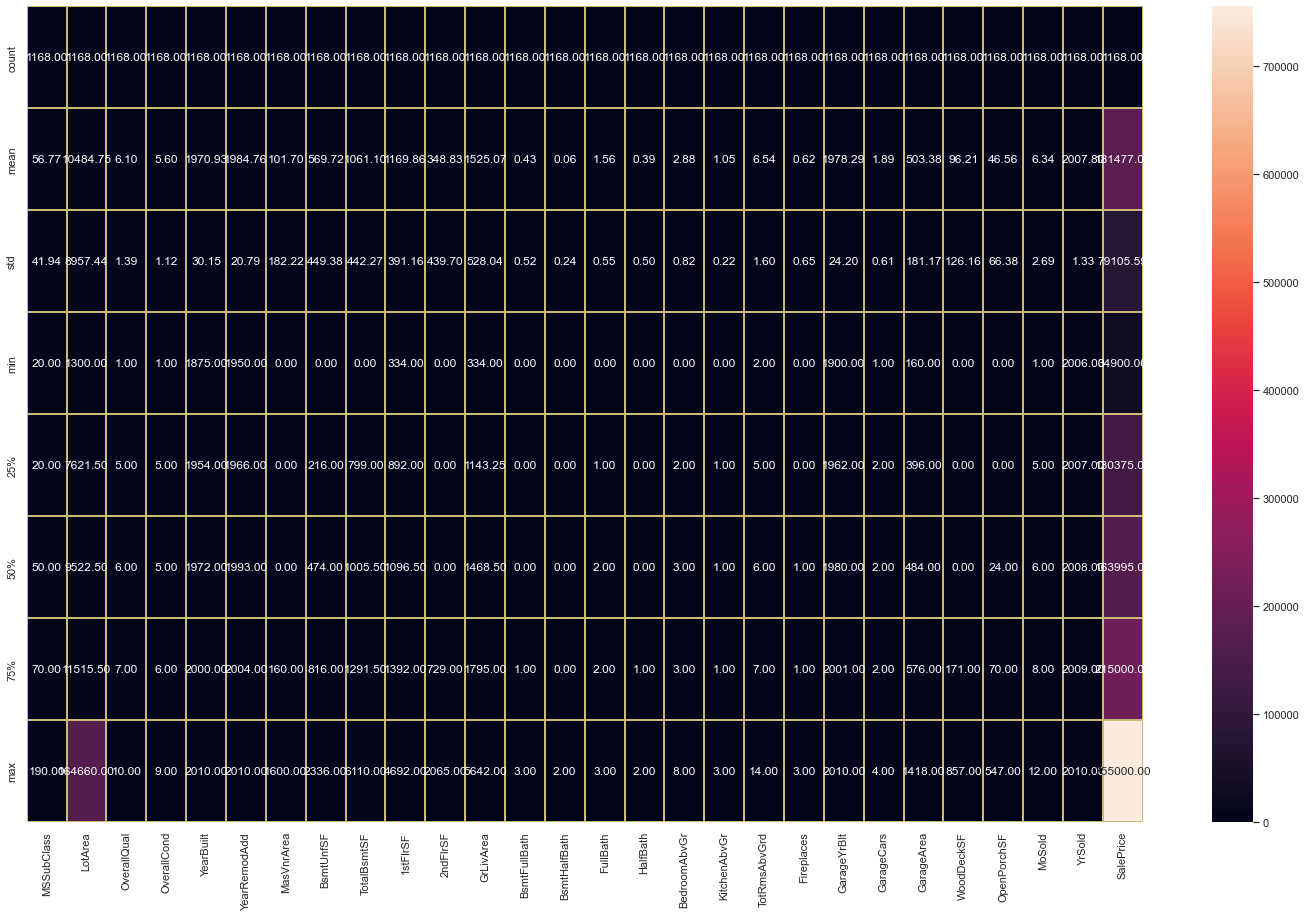 count 1168.00 1168.00 1168.00 1168.00 1168.00 1168.00 1168.00 1168.00 1168.00 1168.00 1168.00 1168.00 1168.00 1168.00 1168.00 1168.00 1168.00 1168.00 1168.00 1168.00 1168.00 1168.00 1168.00 1168.00 1168.00 1168.00 1168.00 1168.00
mean 56.77 10484.75 6.10 5.60 1970.93 1984.76 101.70 569.72 1061.10 1169.86 348.83 1525.07 0.43 0.06 1.56 0.39 2.88 1.05 6.54 0.62 1978.29 1.89 503.38 96.21 46.56 6.34 2007.80 181477.0
std 41.94 8957.44 1.39 1.12 30.15 20.79 182.22 449.38 442.27 391.16 439.70 528.04 0.52 0.24 0.55 0.50 0.82 0.22 1.60 0.65 24.20 0.61 181.17 126.16 66.38 2.69 1.33 79105.59
min 20.00 1300.00 1.00 1.00 1875.00 1950.00 0.00 0.00 0.00 334.00 0.00 334.00 0.00 0.00 0.00 0.00 0.00 0.00 2.00 0.00 1900.00 1.00 160.00 0.00 0.00 1.00 2006.00 34900.00
25% 20.00 7621.50 5.00 5.00 1954.00 1966.00 0.00 216.00 799.00 892.00 0.00 1143.25 0.00 0.00 1.00 0.00 2.00 1.00 5.00 0.00 1962.00 2.00 396.00 0.00 0.00 5.00 2007.00 130375.0
50% 50.00 9522.50 6.00 5.00 1972.00 1993.00 0.00 474.00 1005.50 1096.50 0.00 1468.50 0.00 0.00 2.00 0.00 3.00 1.00 6.00 1.00 1980.00 2.00 484.00 0.00 24.00 6.00 2008.00 163995.0
75% 70.00 11515.50 7.00 6.00 2000.00 2004.00 160.00 816.00 1291.50 1392.00 729.00 1795.00 1.00 0.00 2.00 1.00 3.00 1.00 7.00 1.00 2001.00 2.00 576.00 171.00 70.00 8.00 2009.00 215000.0
max 190.00 164660.00 10.00 9.00 2010.00 2010.00 1600.00 2336.00 6110.00 4692.00 2065.00 5642.00 3.00 2.00 3.00 2.00 8.00 3.00 14.00 3.00 2010.00 4.00 1418.00 857.00 547.00 12.00 2010.00 755000.00
MSSubClass LotArea OverallQual OverallCond YearBuilt YearRemodAdd MasVnrArea BsmtUnfSF TotalBsmtSF 1stFlrSF 2ndFlrSF GrLivArea BsmtFullBath BsmtHalfBath FullBath HalfBath BedroomAbvGr KitchenAbvGr TotRmsAbvGrd Fireplaces GarageYrBlt GarageCars GarageArea WoodDeckSF OpenPorchSF MoSold YrSold SalePrice
700000
600000
500000
400000
300000
200000
100000
0